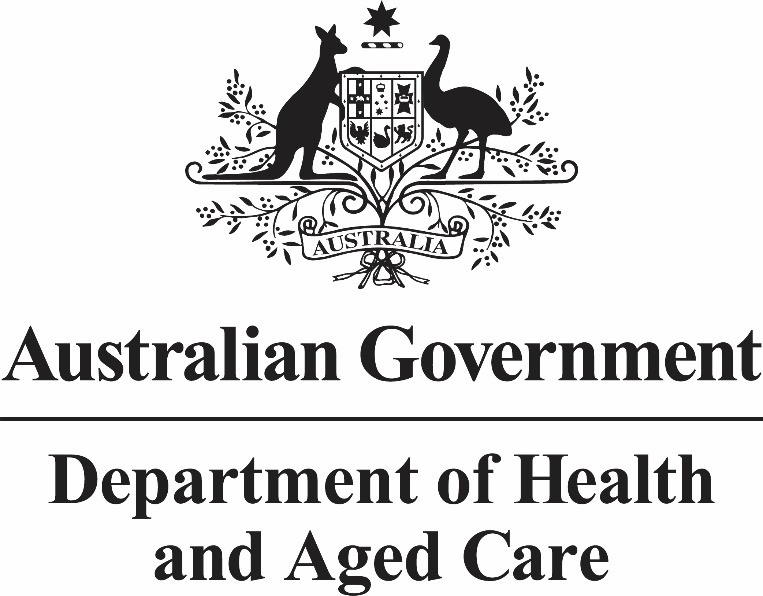 AUSTRALIA
Australian Government
Department of Health
and Aged Care